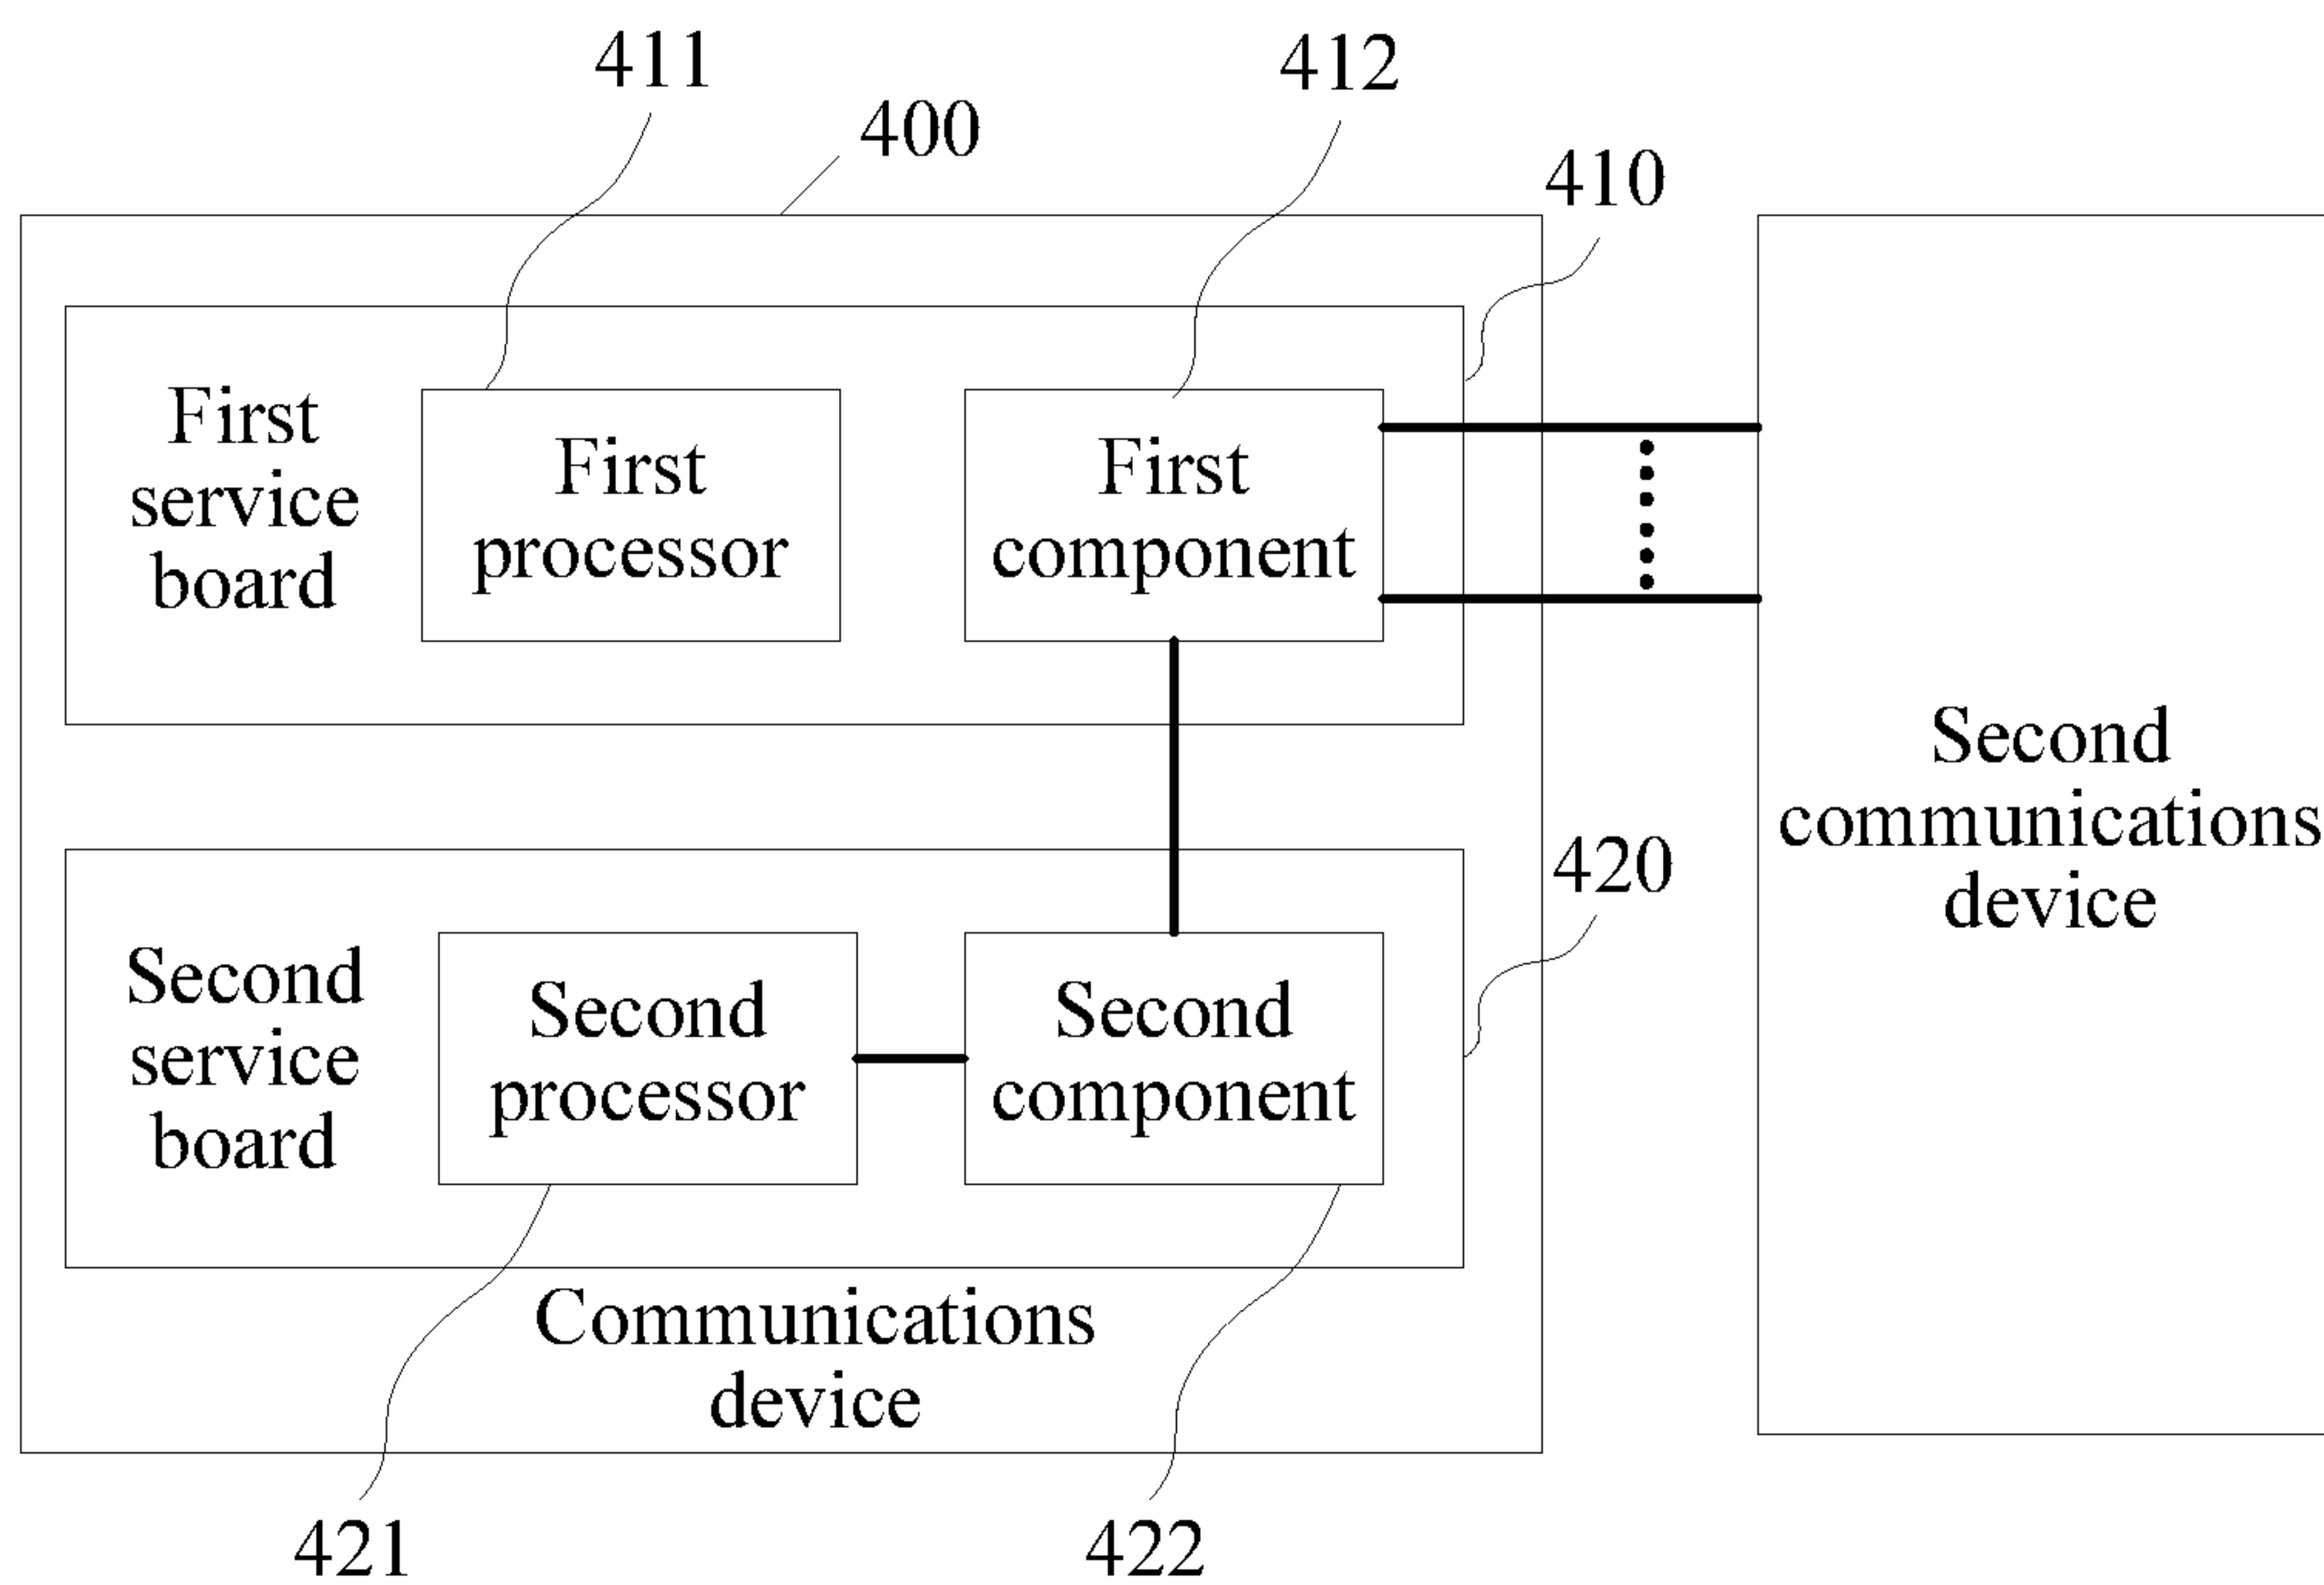 411
412
400
410
First
service
board
First
processor
First
component
Second
communications
device
420
Second
service
board
Second
processor
Second
component
Communications
device
421
422